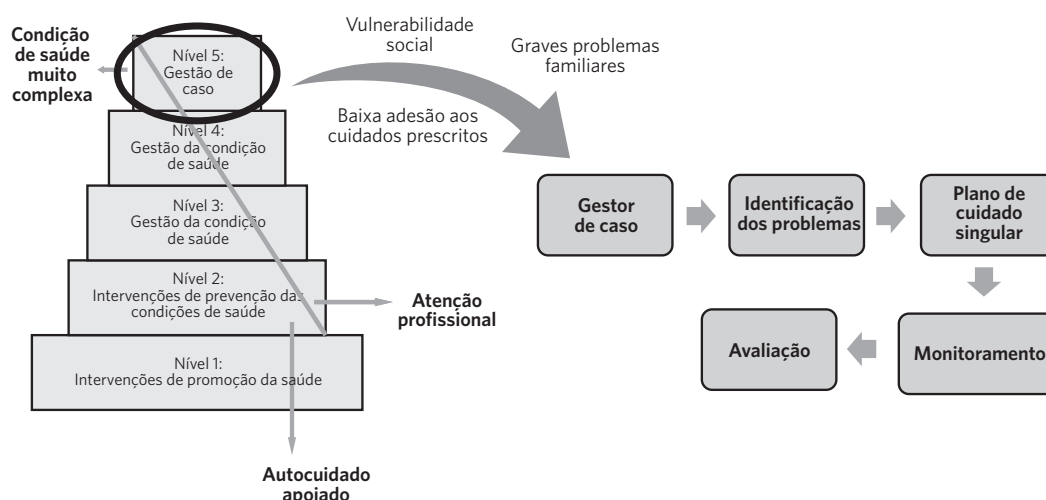 Condição
de saúde
muito
complexa
Nível 5:
Gestão de
caso
Nível 4:
Gestão da condição
de saúde
Nível 3:
Gestão da condição
de saúde
Nível 2:
Intervenções de prevenção das
condições de saúde
Nível 1:
Intervenções de promoção da saúde
Atenção
profissional
Autocuidado
apoiado
Vulnerabilidade
social
Graves problemas
familiares
Baixa adesão aos
cuidados prescritos
Gestor
de caso
Identificação
dos problemas
Plano de
cuidado
singular
Monitoramento
Avaliação